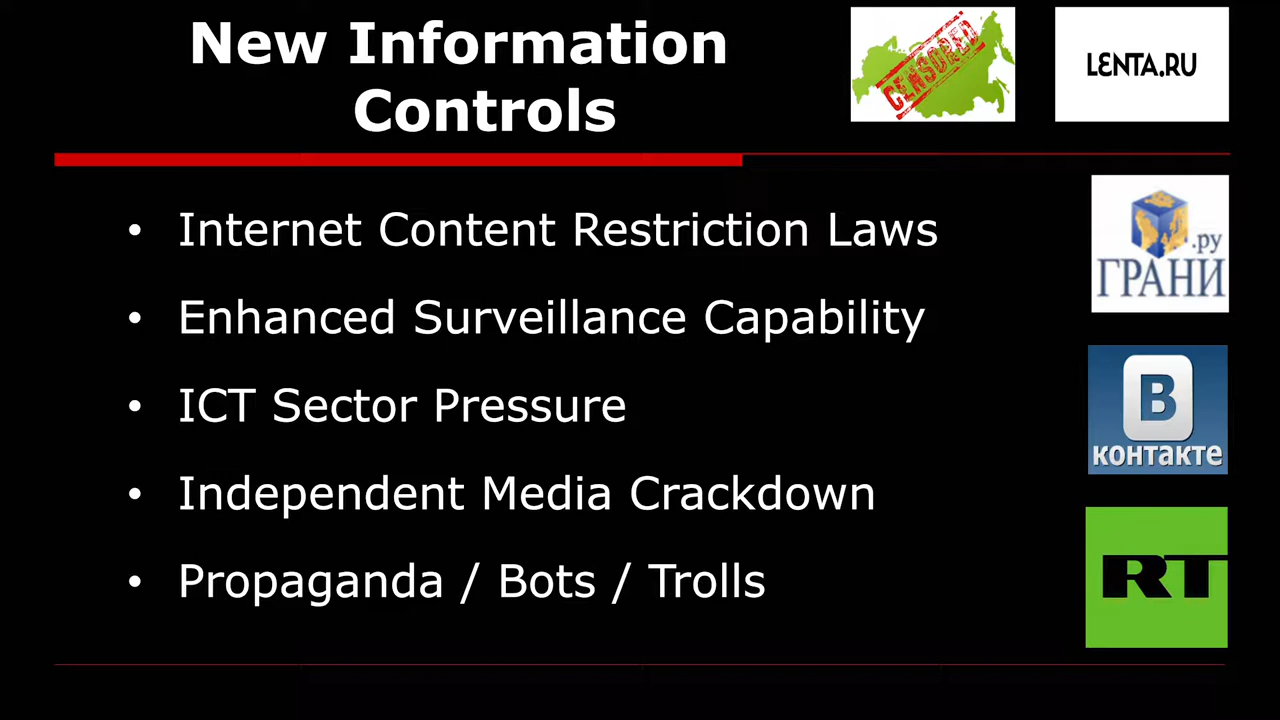 New Information
Controls
CENSORED
LENTA.RU
• Internet Content Restriction Laws
• Enhanced Surveillance Capability
• ICT Sector Pressure
• Independent Media Crackdown
• Propaganda / Bots / Trolls
.ру
ГРАНИ
В
контакте
RT